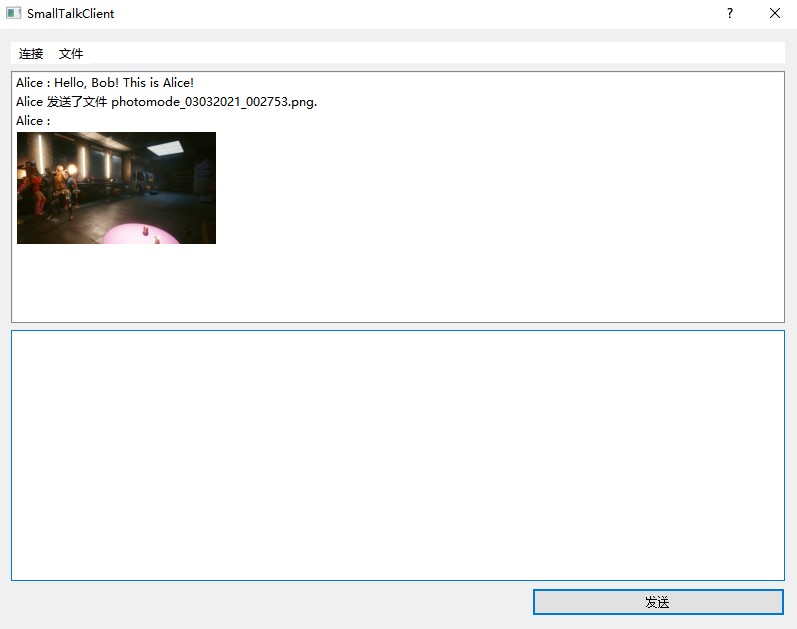 SmallTalkClient
连接 文件
Alice : Hello, Bob! This is Alice!
Alice 发送了文件 photomode_03032021_002753.png.
Alice :
发送